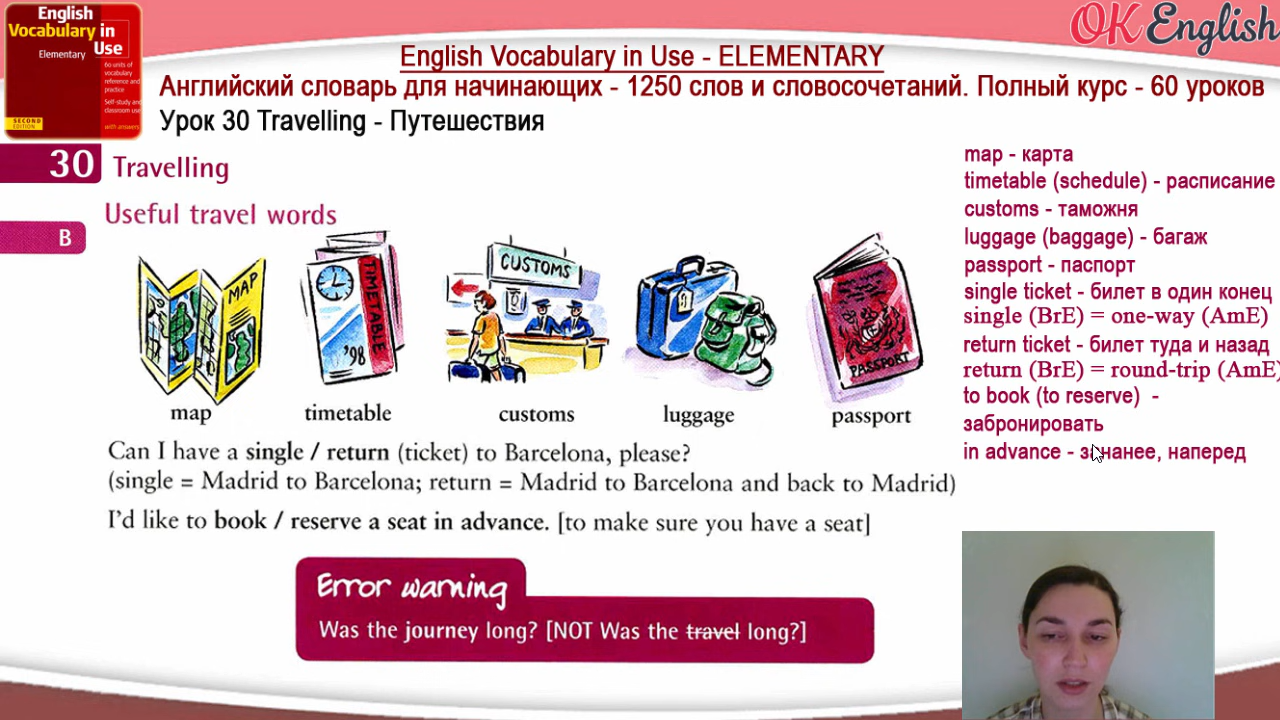 English
Vocabulary in
Use
Elementary
60 units of
vocabulary
reference and
practice
Self-study and
classroom use
SECOND
EDITION
with answers
OK English
English Vocabulary in Use - ELEMENTARY
Английский словарь для начинающих - 1250 слов и словосочетаний. Полный курс - 60 уроков
Урок 30 Travelling - Путешествия
30 Travelling
Useful travel words
B
MAP
TIMETABLE
'98
CUSTOMS
PASSPORT
map timetable customs luggage passport
Can I have a single / return (ticket) to Barcelona, please?
(single = Madrid to Barcelona; return = Madrid to Barcelona and back to Madrid)
I'd like to book / reserve a seat in advance. [to make sure you have a seat]
Error warning
Was the journey long? [NOT Was the travel long?]
map - карта
timetable (schedule) - расписание
customs - таможня
luggage (baggage) - багаж
passport - паспорт
single ticket - билет в один конец
single (BrE) = one-way (AmE)
return ticket - билет туда и назад
return (BrE) = round-trip (AmE)
to book (to reserve) -
забронировать
in advance - заранее, наперед